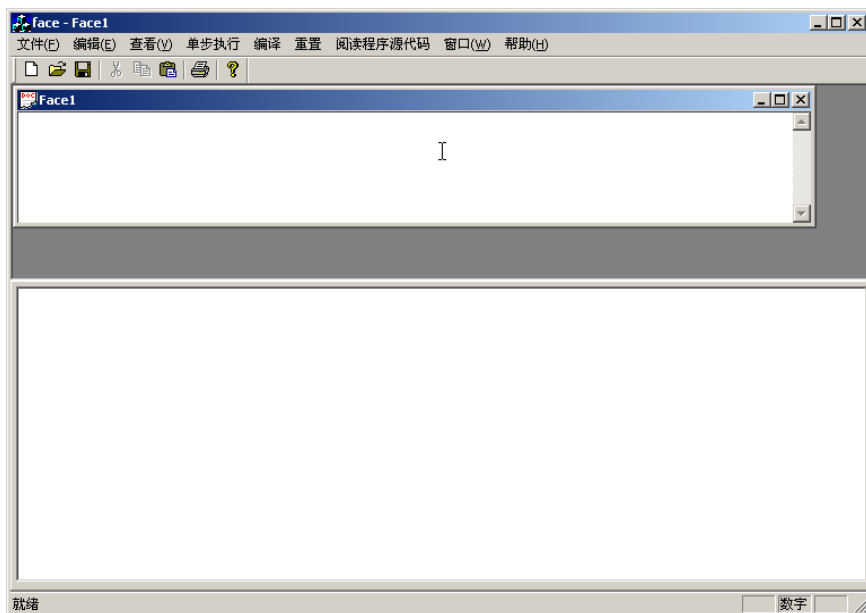 face - Face1
文件(F) 编辑(E) 查看(V) 单步执行 编译 重置 阅读程序源代码 窗口(W) 帮助(H)
DOC Face1
就绪 数字